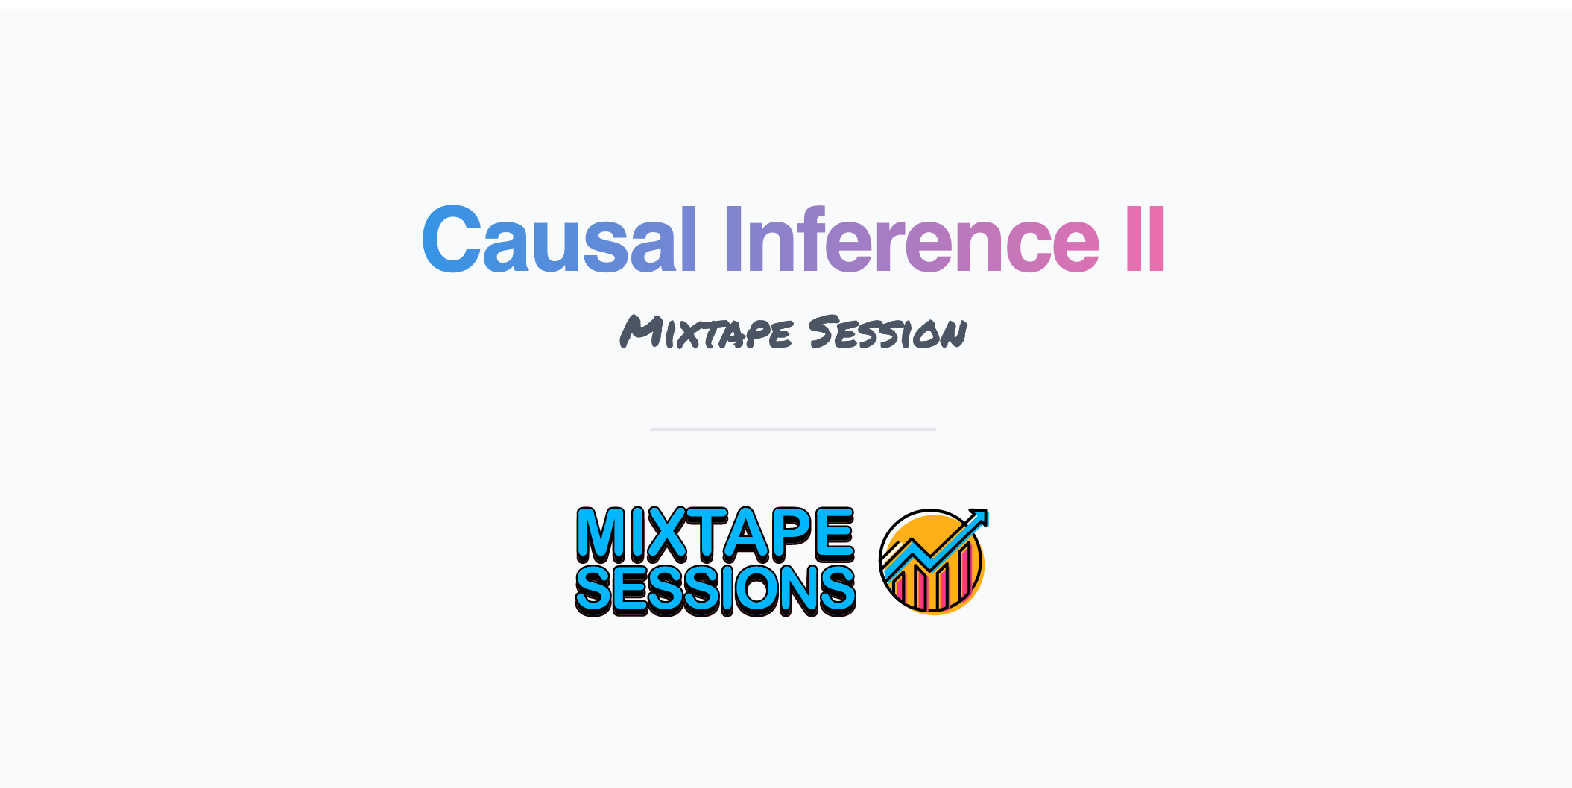 Causal Inference II
Mixtape Session
MIXTAPE
SESSIONS